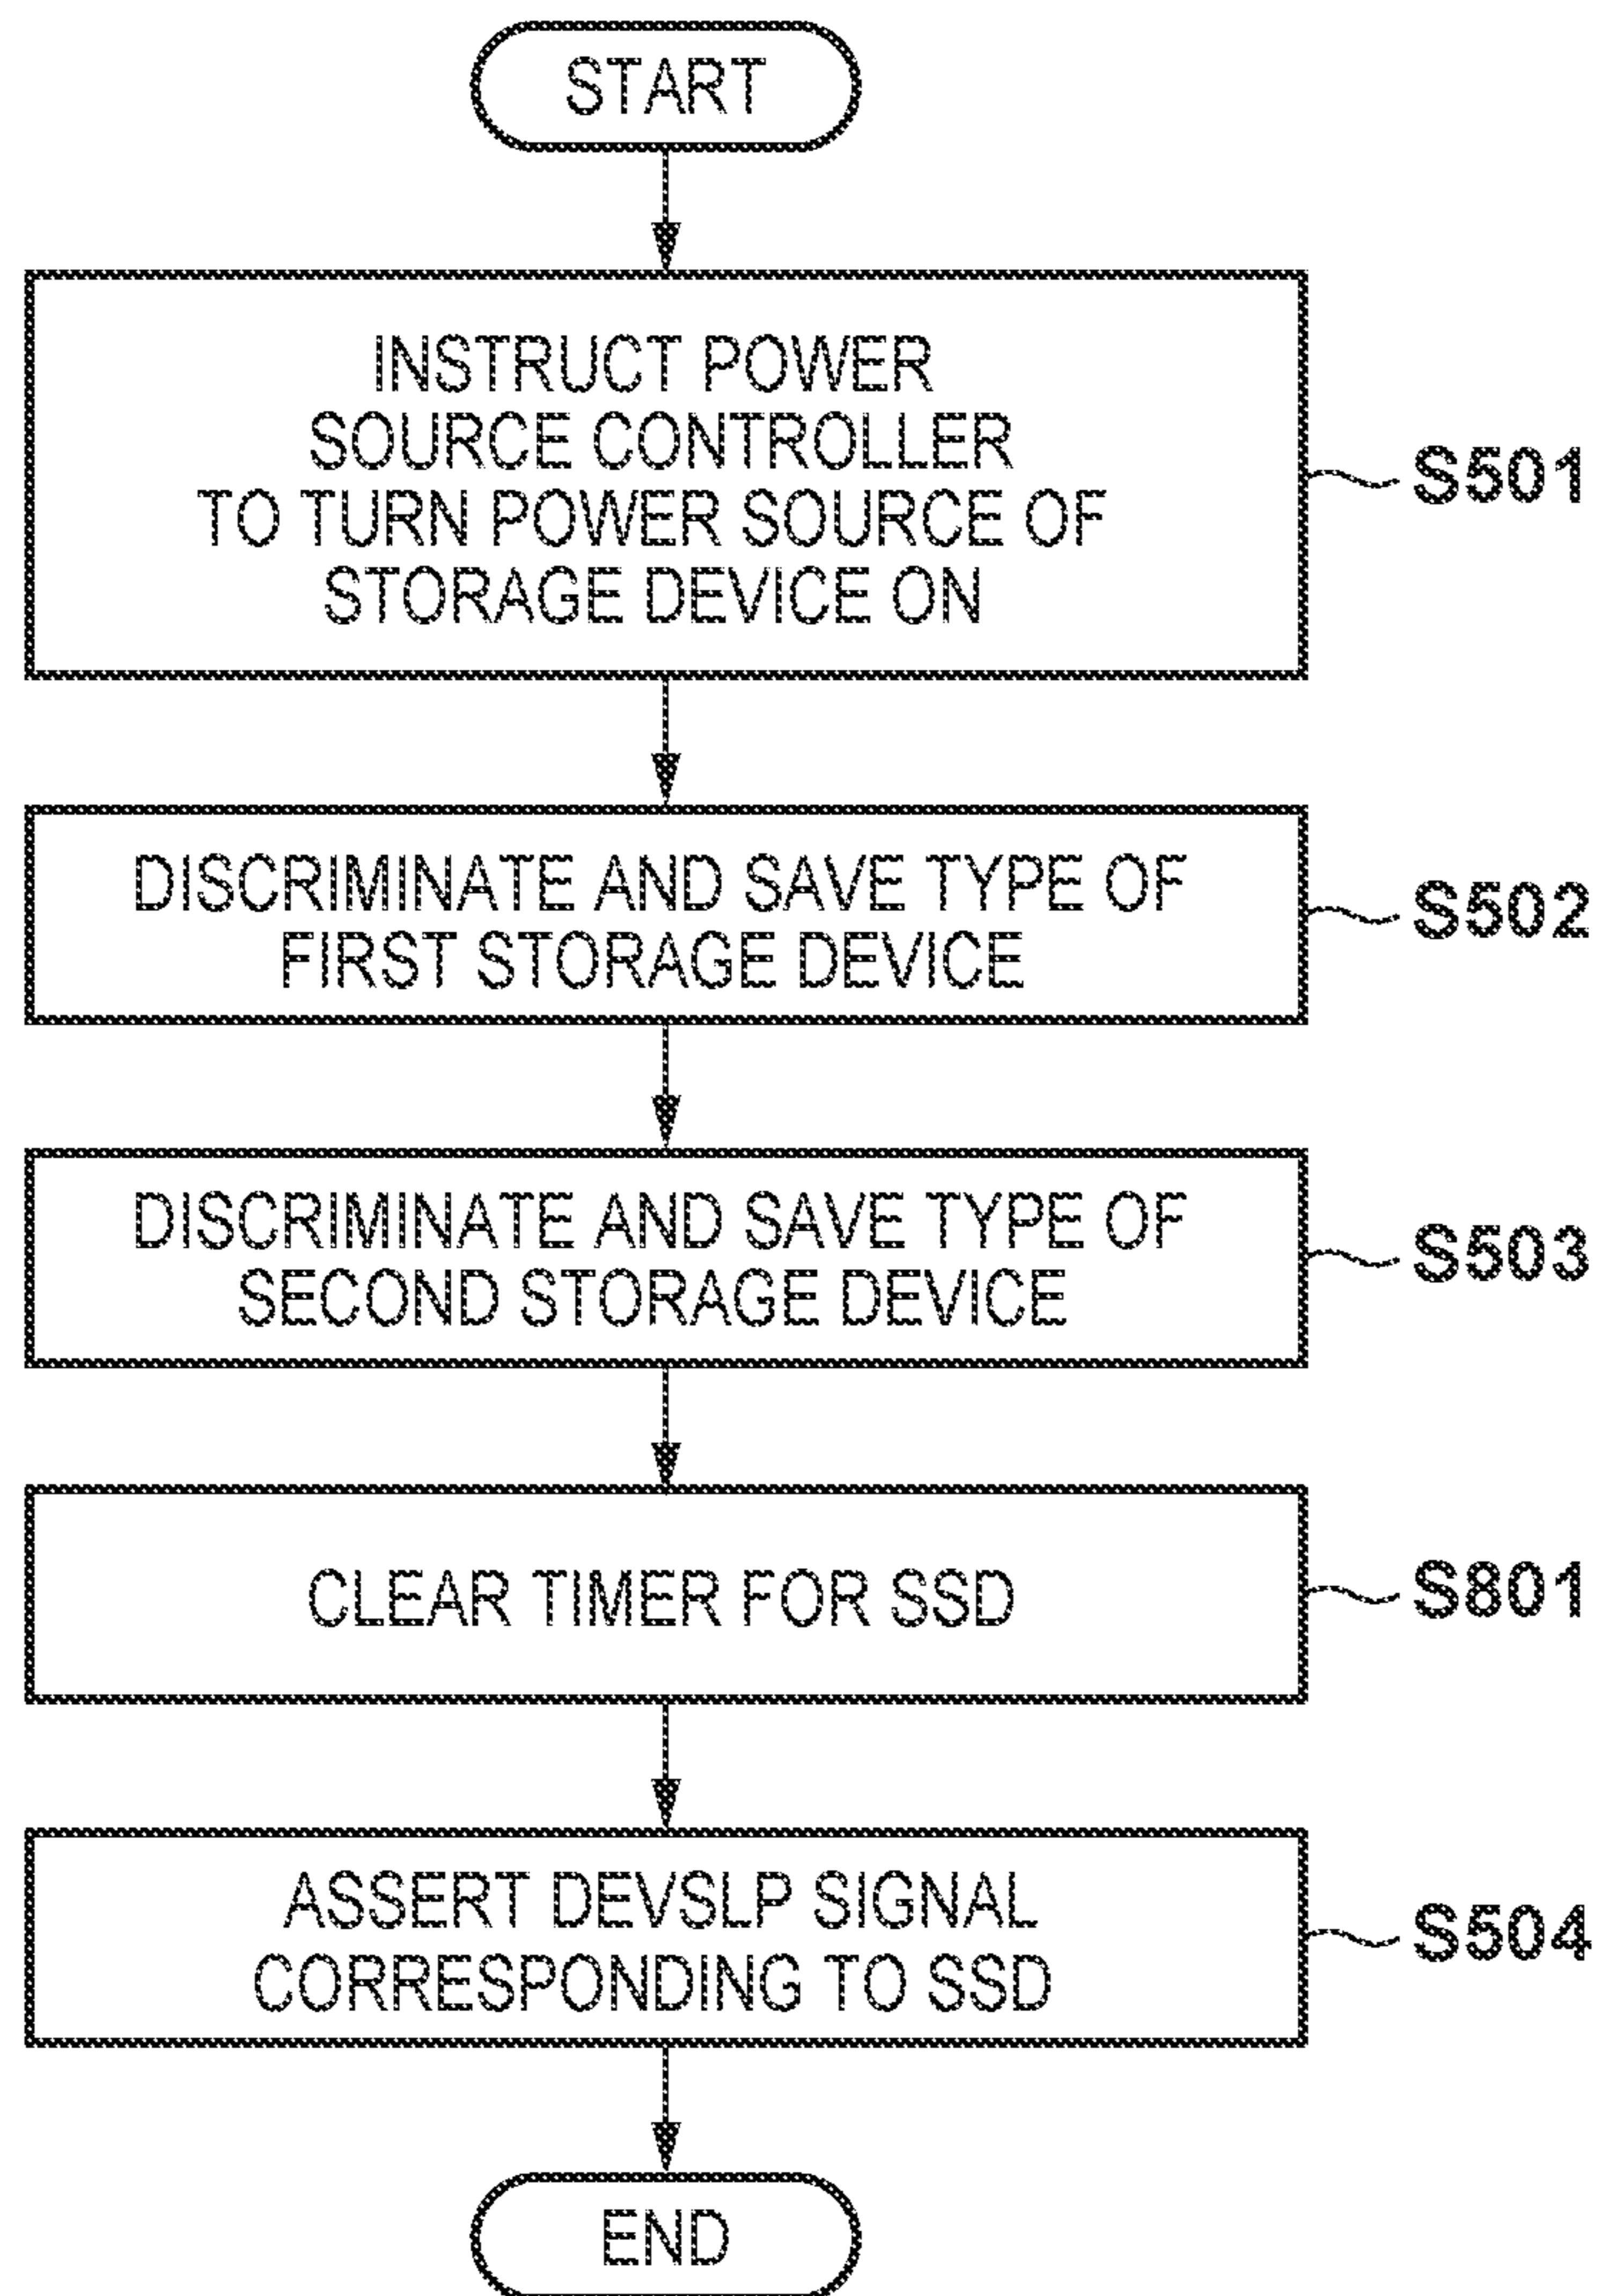 START
INSTRUCT POWER
SOURCE CONTROLLER
TO TURN POWER SOURCE OF
STORAGE DEVICE ON
S501
DISCRIMINATE AND SAVE TYPE OF
FIRST STORAGE DEVICE
S502
DISCRIMINATE AND SAVE TYPE OF
SECOND STORAGE DEVICE
S503
CLEAR TIMER FOR SSD
S801
ASSERT DEVSLP SIGNAL
CORRESPONDING TO SSD
S504
END